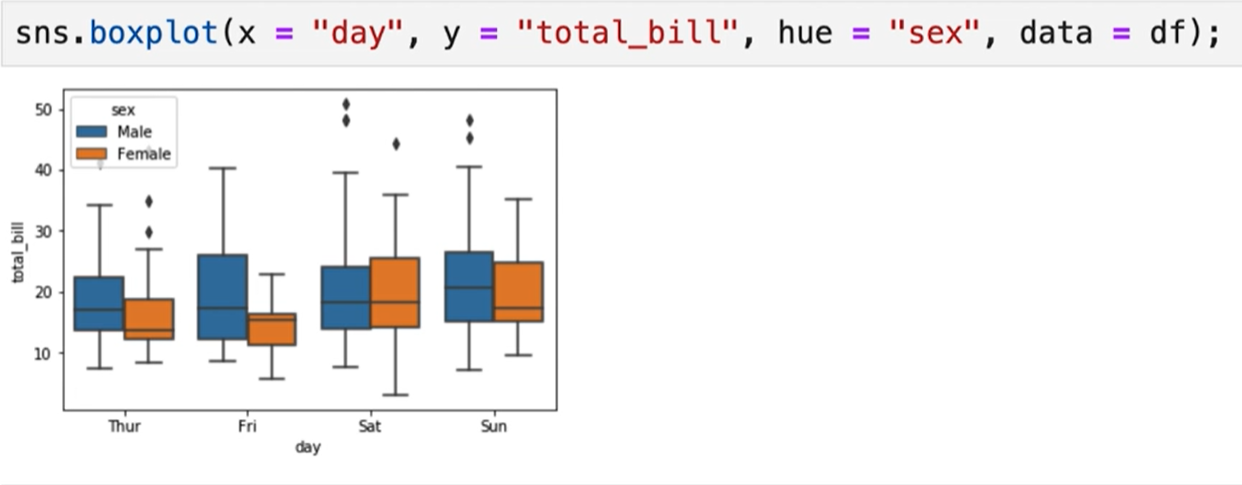 sns.boxplot(x = "day", y = "total_bill", hue = "sex", data = df);
50
sex
Male
Female
40
30
total_bill
20
10
Thur Fri Sat Sun
day